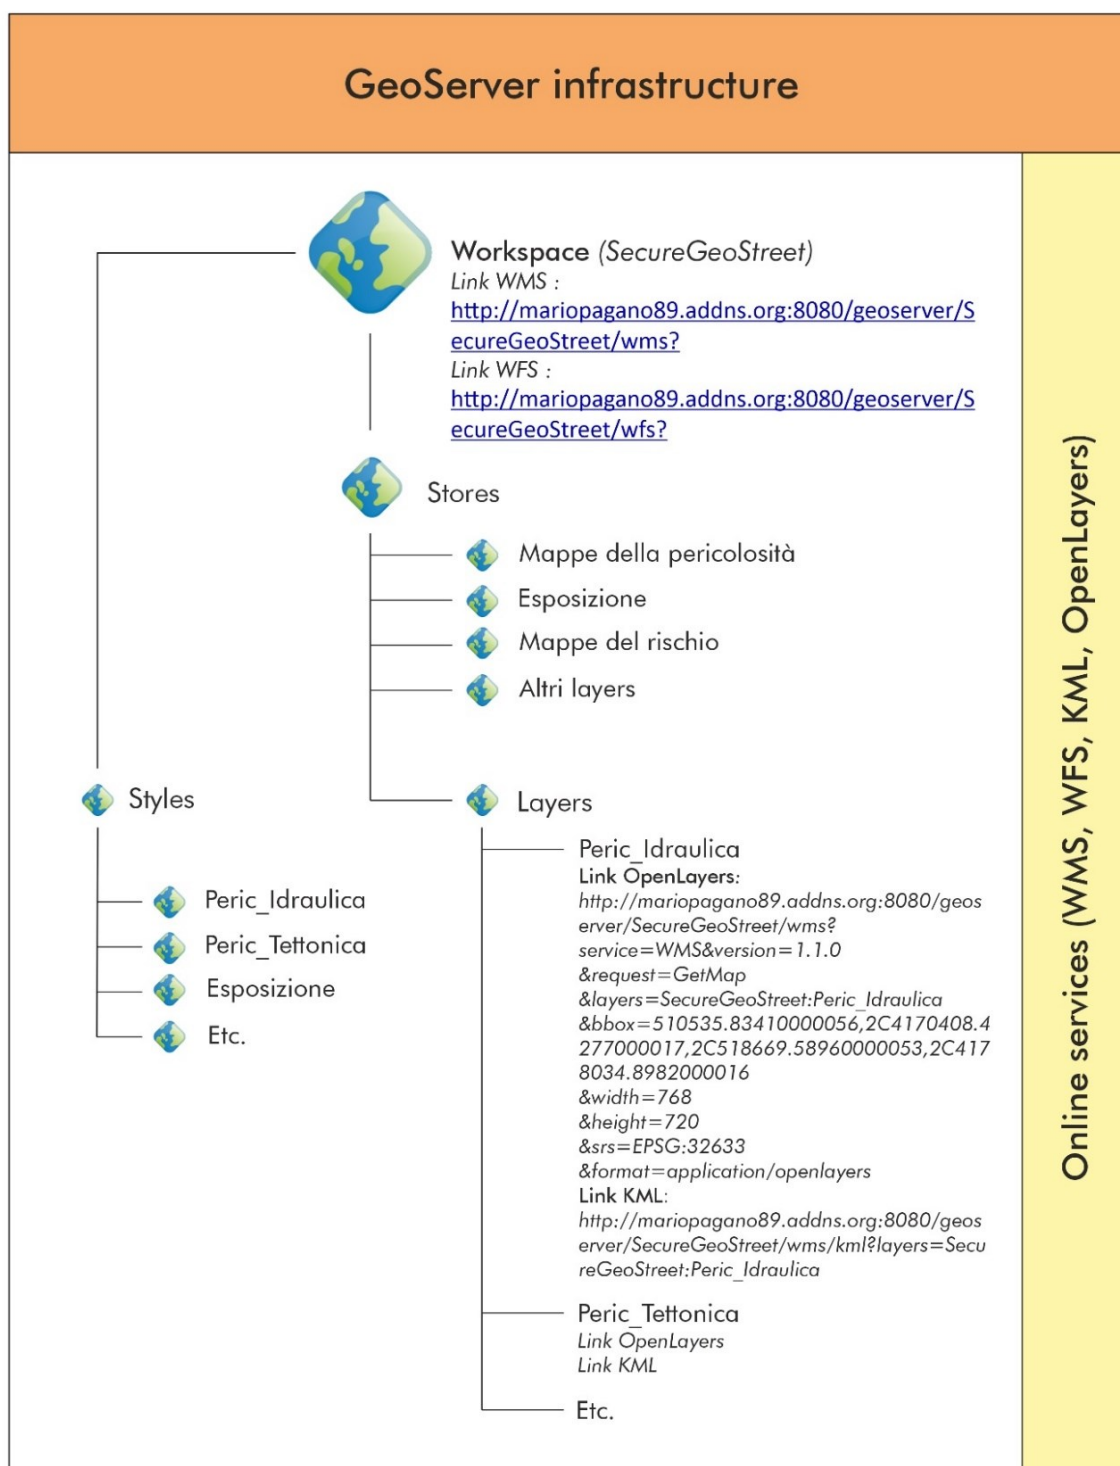 GeoServer infrastructure
Workspace (SecureGeoStreet)
Link WMS :
http://mariopagano89.addns.org:8080/geoserver/S
ecureGeoStreet/wms?
Link WFS :
http://mariopagano89.addns.org:8080/geoserver/S
ecureGeoStreet/wfs?
Stores
Mappe della pericolosità
Esposizione
Mappe del rischio
Altri layers
Styles
Peric_Idraulica
Peric_Tettonica
Esposizione
Etc.
Layers
Peric_Idraulica
Link OpenLayers:
http://mariopagano89.addns.org:8080/geos
erver/SecureGeoStreet/wms?
service=WMS&version=1.1.0
&request=GetMap
&layers=SecureGeoStreet:Peric_Idraulica
&bbox=510535.83410000056,2C4170408.4
277000017,2C518669.58960000053,2C417
8034.8982000016
&width=768
&height=720
&srs=EPSG:32633
&format=application/openlayers
Link KML:
http://mariopagano89.addns.org:8080/geos
erver/SecureGeoStreet/wms/kml?layers=Secu
reGeoStreet:Peric_Idraulica
Peric_Tettonica
Link OpenLayers
Link KML
Etc.
Online services (WMS, WFS, KML, OpenLayers)